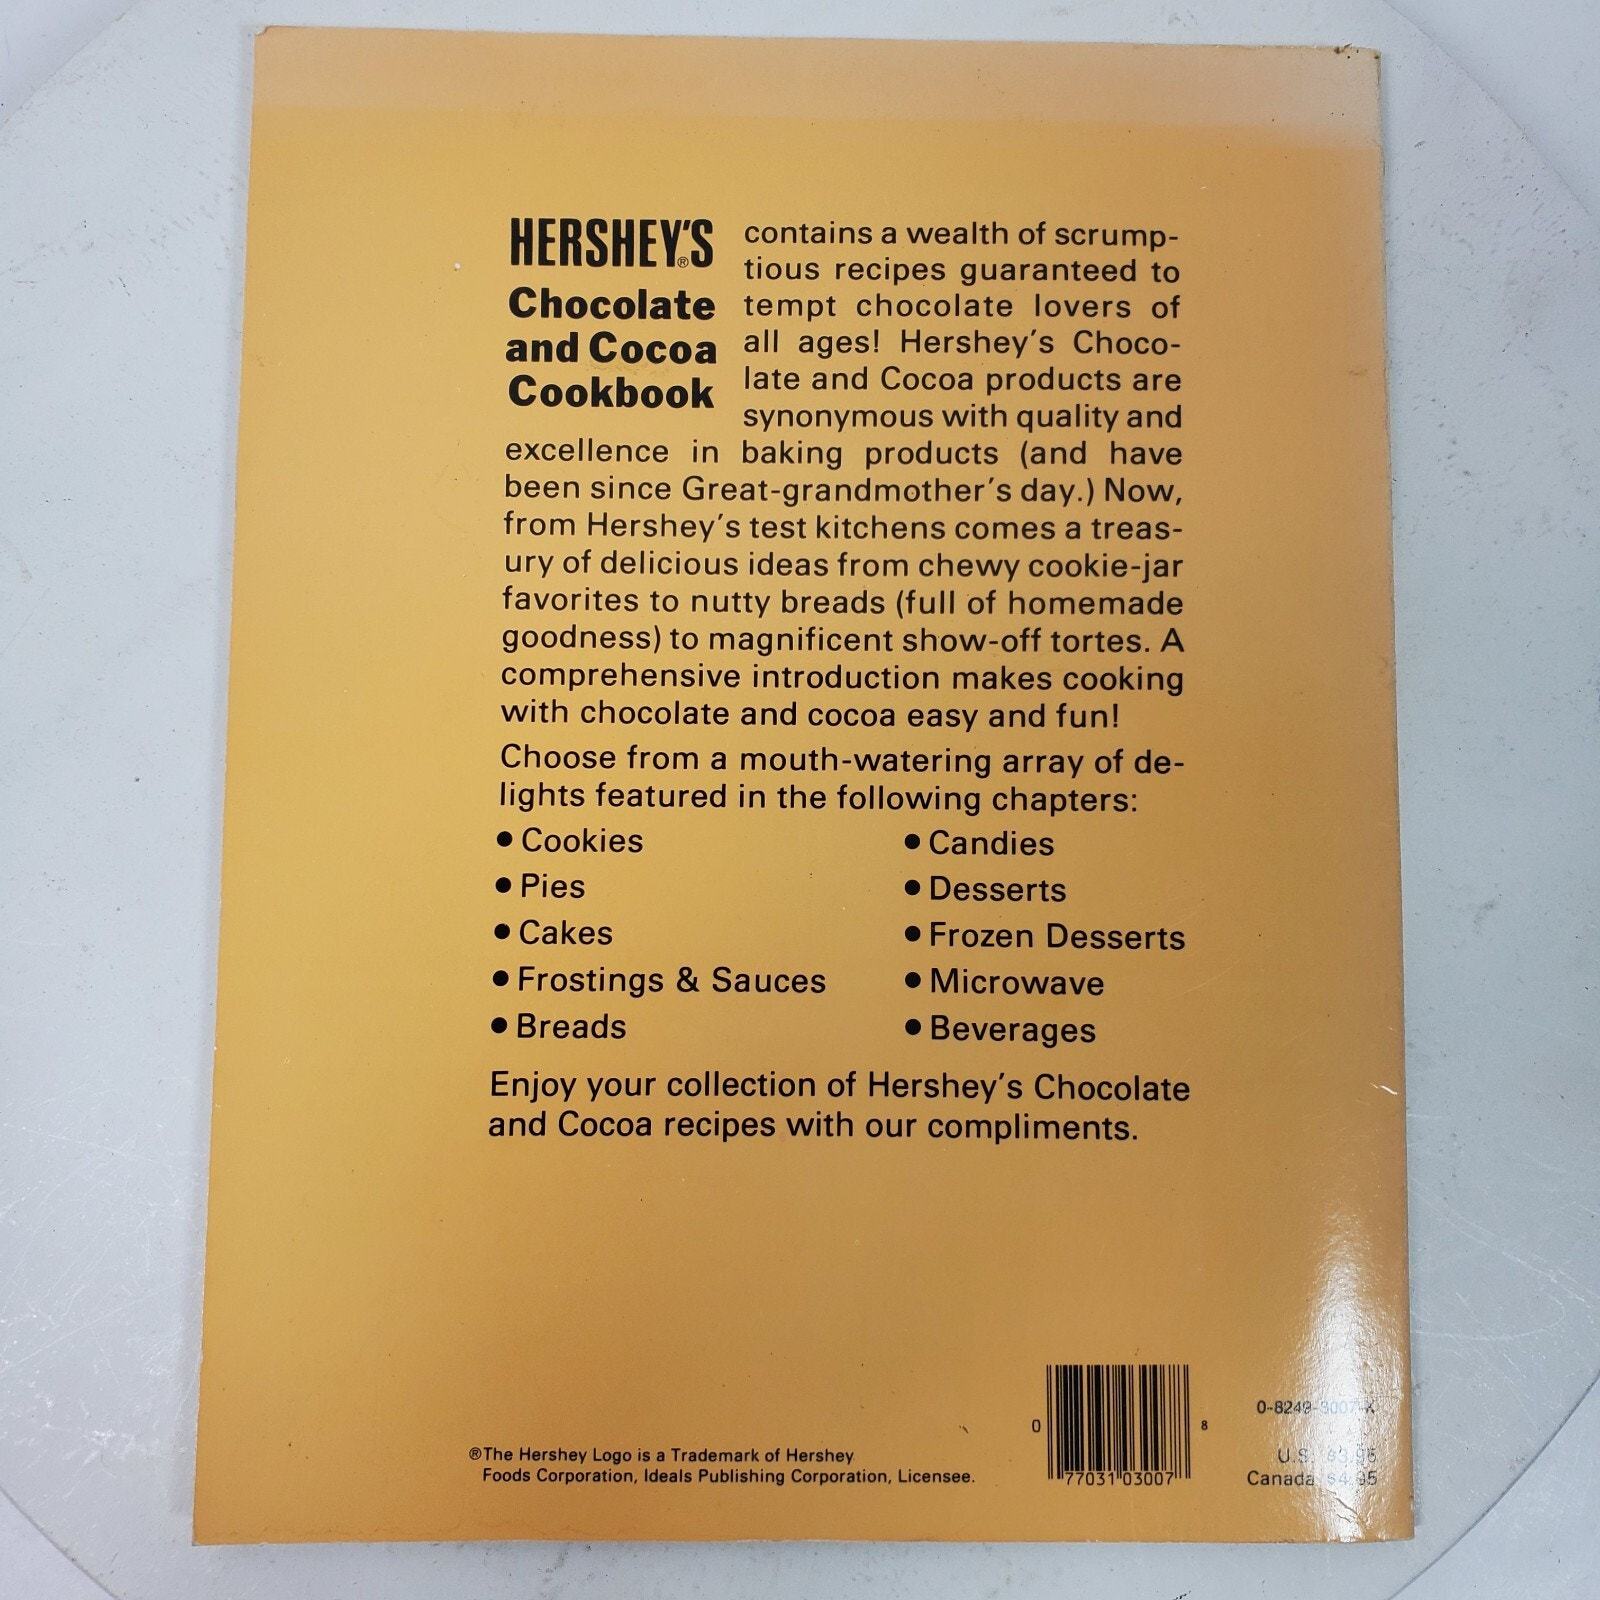 HERSHEY'S®
Chocolate
and Cocoa
Cookbook
contains a wealth of scrump-
tious recipes guaranteed to
tempt chocolate lovers of
all ages! Hershey's Choco-
late and Cocoa products are
synonymous with quality and
excellence in baking products (and have
been since Great-grandmother's day.) Now,
from Hershey's test kitchens comes a treas-
ury of delicious ideas from chewy cookie-jar
favorites to nutty breads (full of homemade
goodness) to magnificent show-off tortes. A
comprehensive introduction makes cooking
with chocolate and cocoa easy and fun!
Choose from a mouth-watering array of de-
lights featured in the following chapters:
• Cookies
• Pies
• Cakes
• Frostings & Sauces
• Breads
• Candies
• Desserts
• Frozen Desserts
• Microwave
• Beverages
Enjoy your collection of Hershey's Chocolate
and Cocoa recipes with our compliments.
®The Hershey Logo is a Trademark of Hershey
Foods Corporation, Ideals Publishing Corporation, Licensee.
0 77031 03007 8
0-8249-3007-X
U.S. $3.95
Canada $4.95